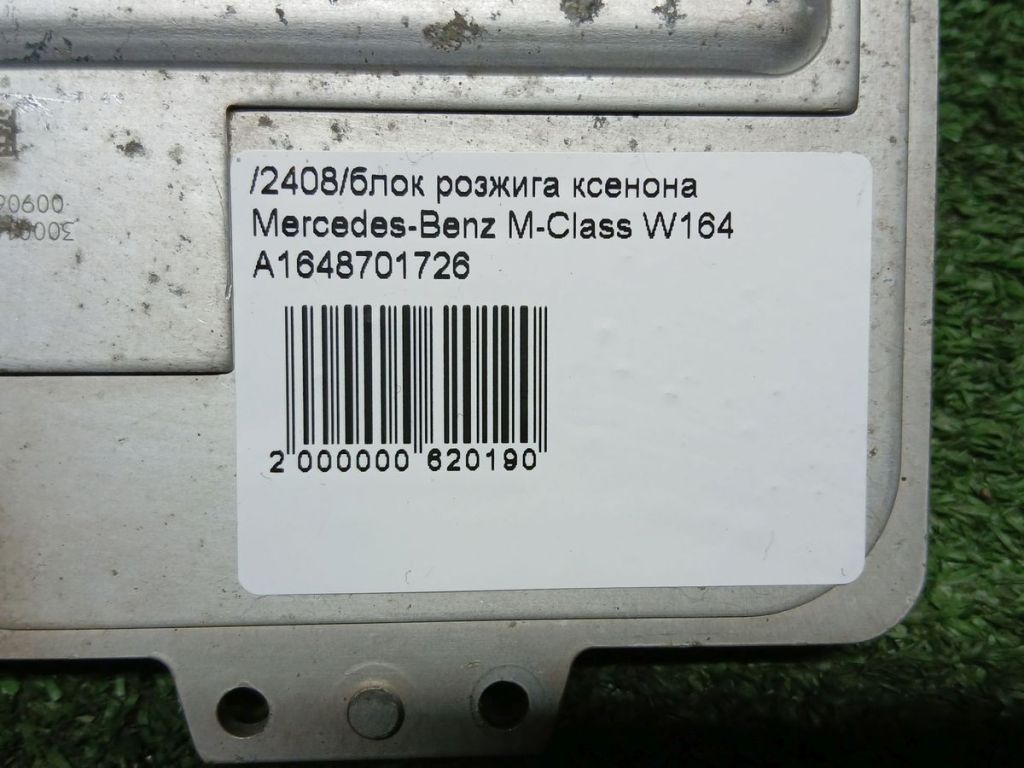 /2408/блок розжига ксенона
Mercedes-Benz M-Class W164
A1648701726
2 000000 620190